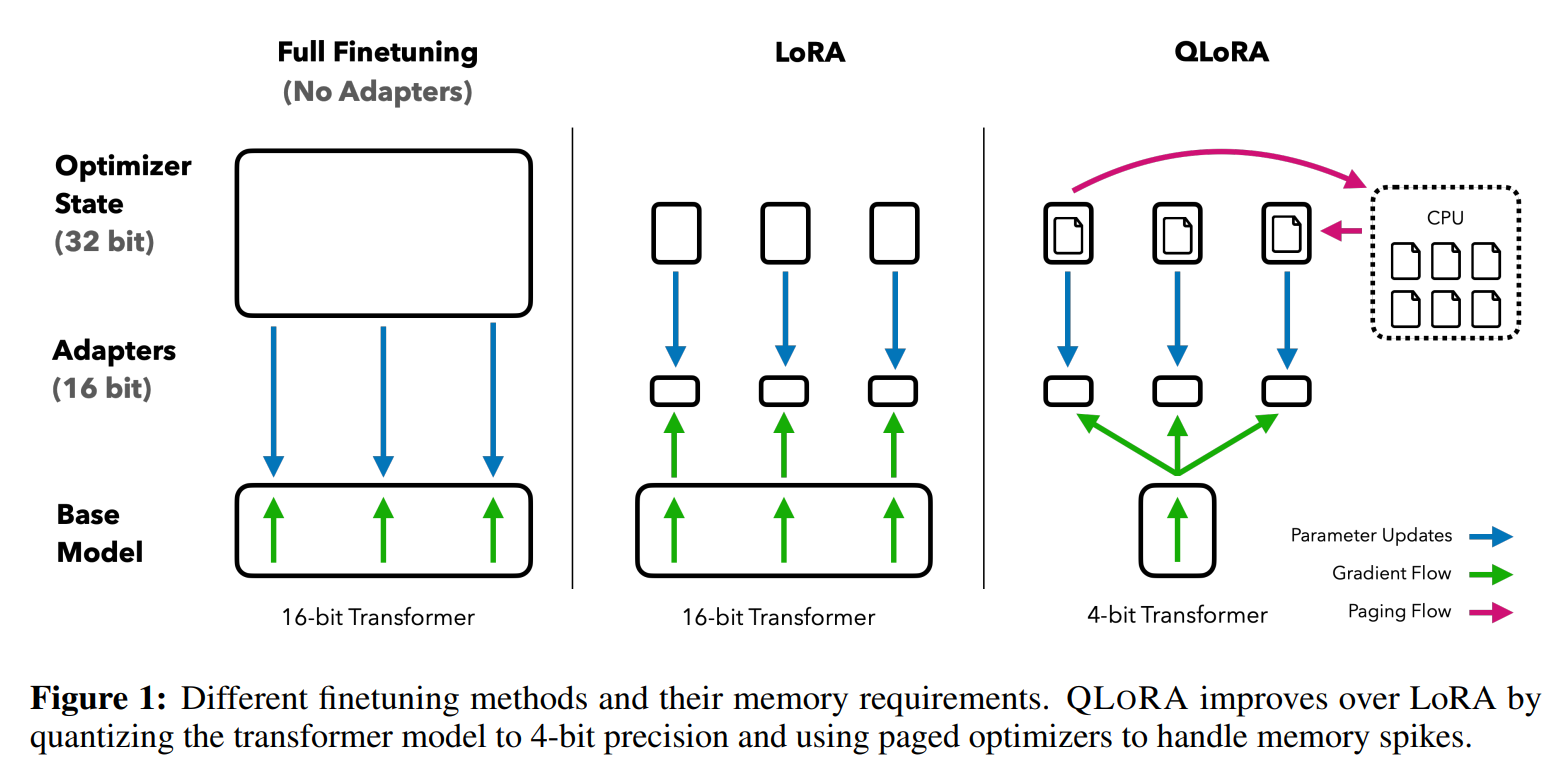 Full Finetuning
(No Adapters)
LoRA
QLoRA
Optimizer
State
(32 bit)
CPU
Adapters
(16 bit)
Base
Model
Parameter Updates
Gradient Flow
Paging Flow
16-bit Transformer
16-bit Transformer
4-bit Transformer
Figure 1: Different finetuning methods and their memory requirements. QLORA improves over LoRA by
quantizing the transformer model to 4-bit precision and using paged optimizers to handle memory spikes.